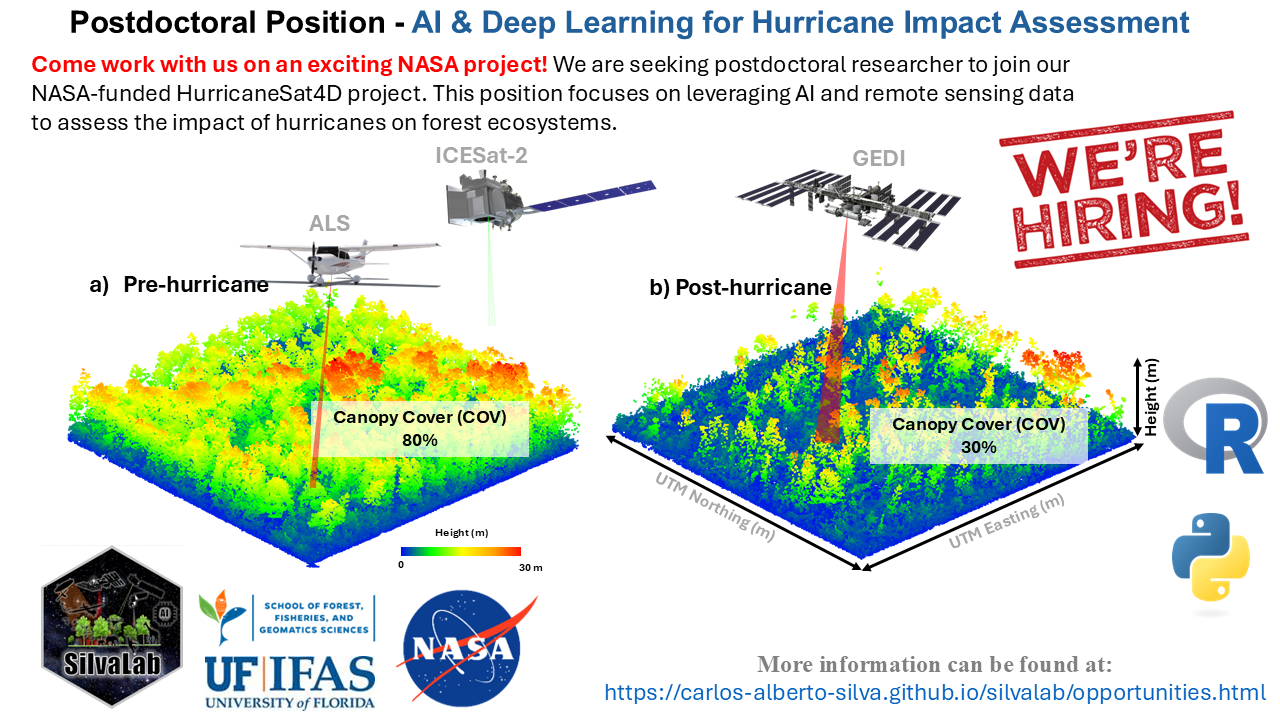 Postdoctoral Position - AI & Deep Learning for Hurricane Impact Assessment
Come work with us on an exciting NASA project! We are seeking postdoctoral researcher to join our
NASA-funded HurricaneSat4D project. This position focuses on leveraging AI and remote sensing data
to assess the impact of hurricanes on forest ecosystems.
ICESat-2
GEDI
WE'RE
HIRING!
ALS
a) Pre-hurricane
b) Post-hurricane
Canopy Cover (COV)
80%
Canopy Cover (COV)
30%
Height (m)
R
UTM Northing (m)
UTM Easting (m)
Height (m)
0
30 m
AI
SilvaLab
SCHOOL OF FOREST,
FISHERIES, AND
GEOMATICS SCIENCES
UF|IFAS
UNIVERSITY of FLORIDA
NASA
More information can be found at:
https://carlos-alberto-silva.github.io/silvalab/opportunities.html